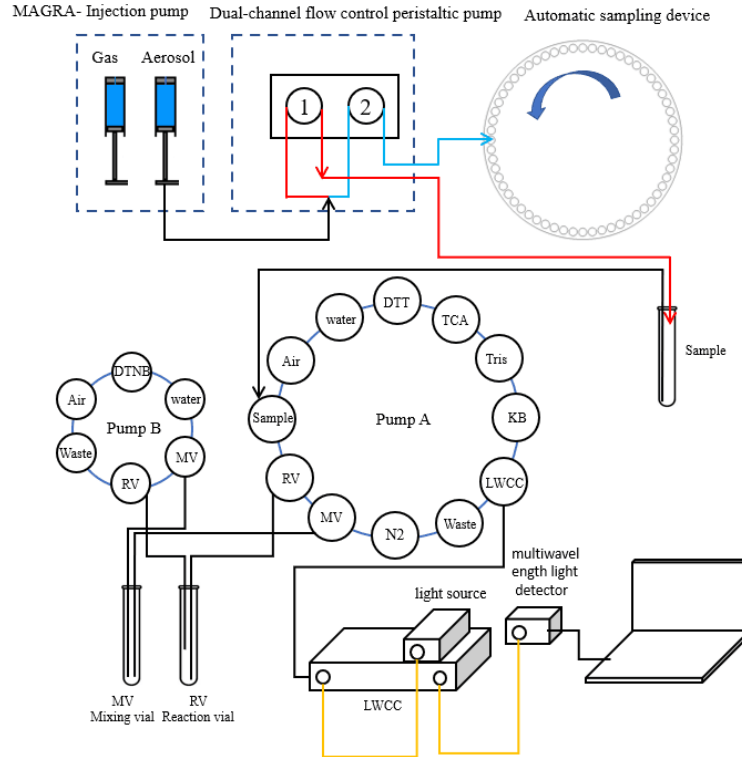 MAGRA- Injection pump
Dual-channel flow control peristaltic pump
Automatic sampling device
Gas
Aerosol
1
2
DTT
water
TCA
Air
Tris
Sample
Pump A
KB
RV
LWCC
MV
N2
Waste
Sample
DTNB
Air
water
Pump B
Waste
MV
RV
multiwavel
ength light
detector
light source
LWCC
MV
Mixing vial
RV
Reaction vial